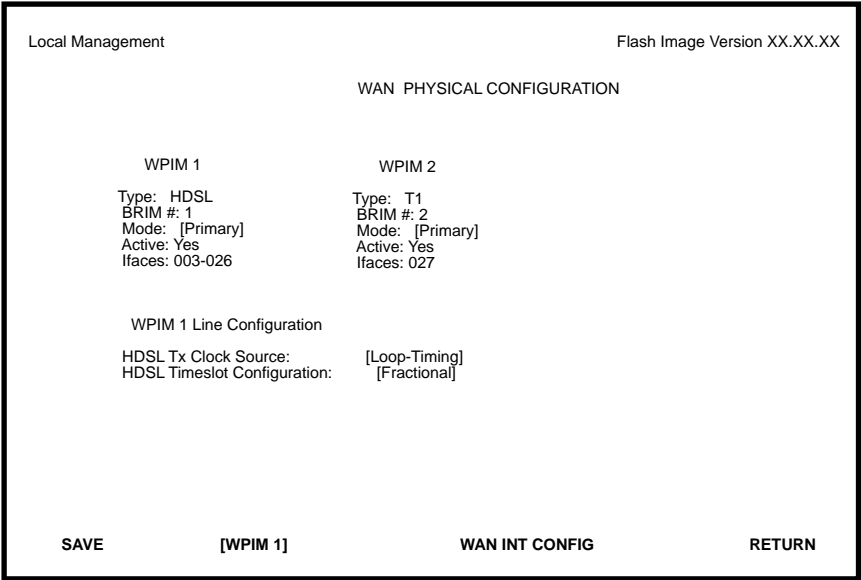 Local Management Flash Image Version XX.XX.XX
WAN PHYSICAL CONFIGURATION
WPIM 1 WPIM 2
Type: HDSL Type: T1
BRIM #: 1 BRIM #: 2
Mode: [Primary] Mode: [Primary]
Active: Yes Active: Yes
Ifaces: 003-026 Ifaces: 027
WPIM 1 Line Configuration
HDSL Tx Clock Source: [Loop-Timing]
HDSL Timeslot Configuration: [Fractional]
SAVE [WPIM 1] WAN INT CONFIG RETURN